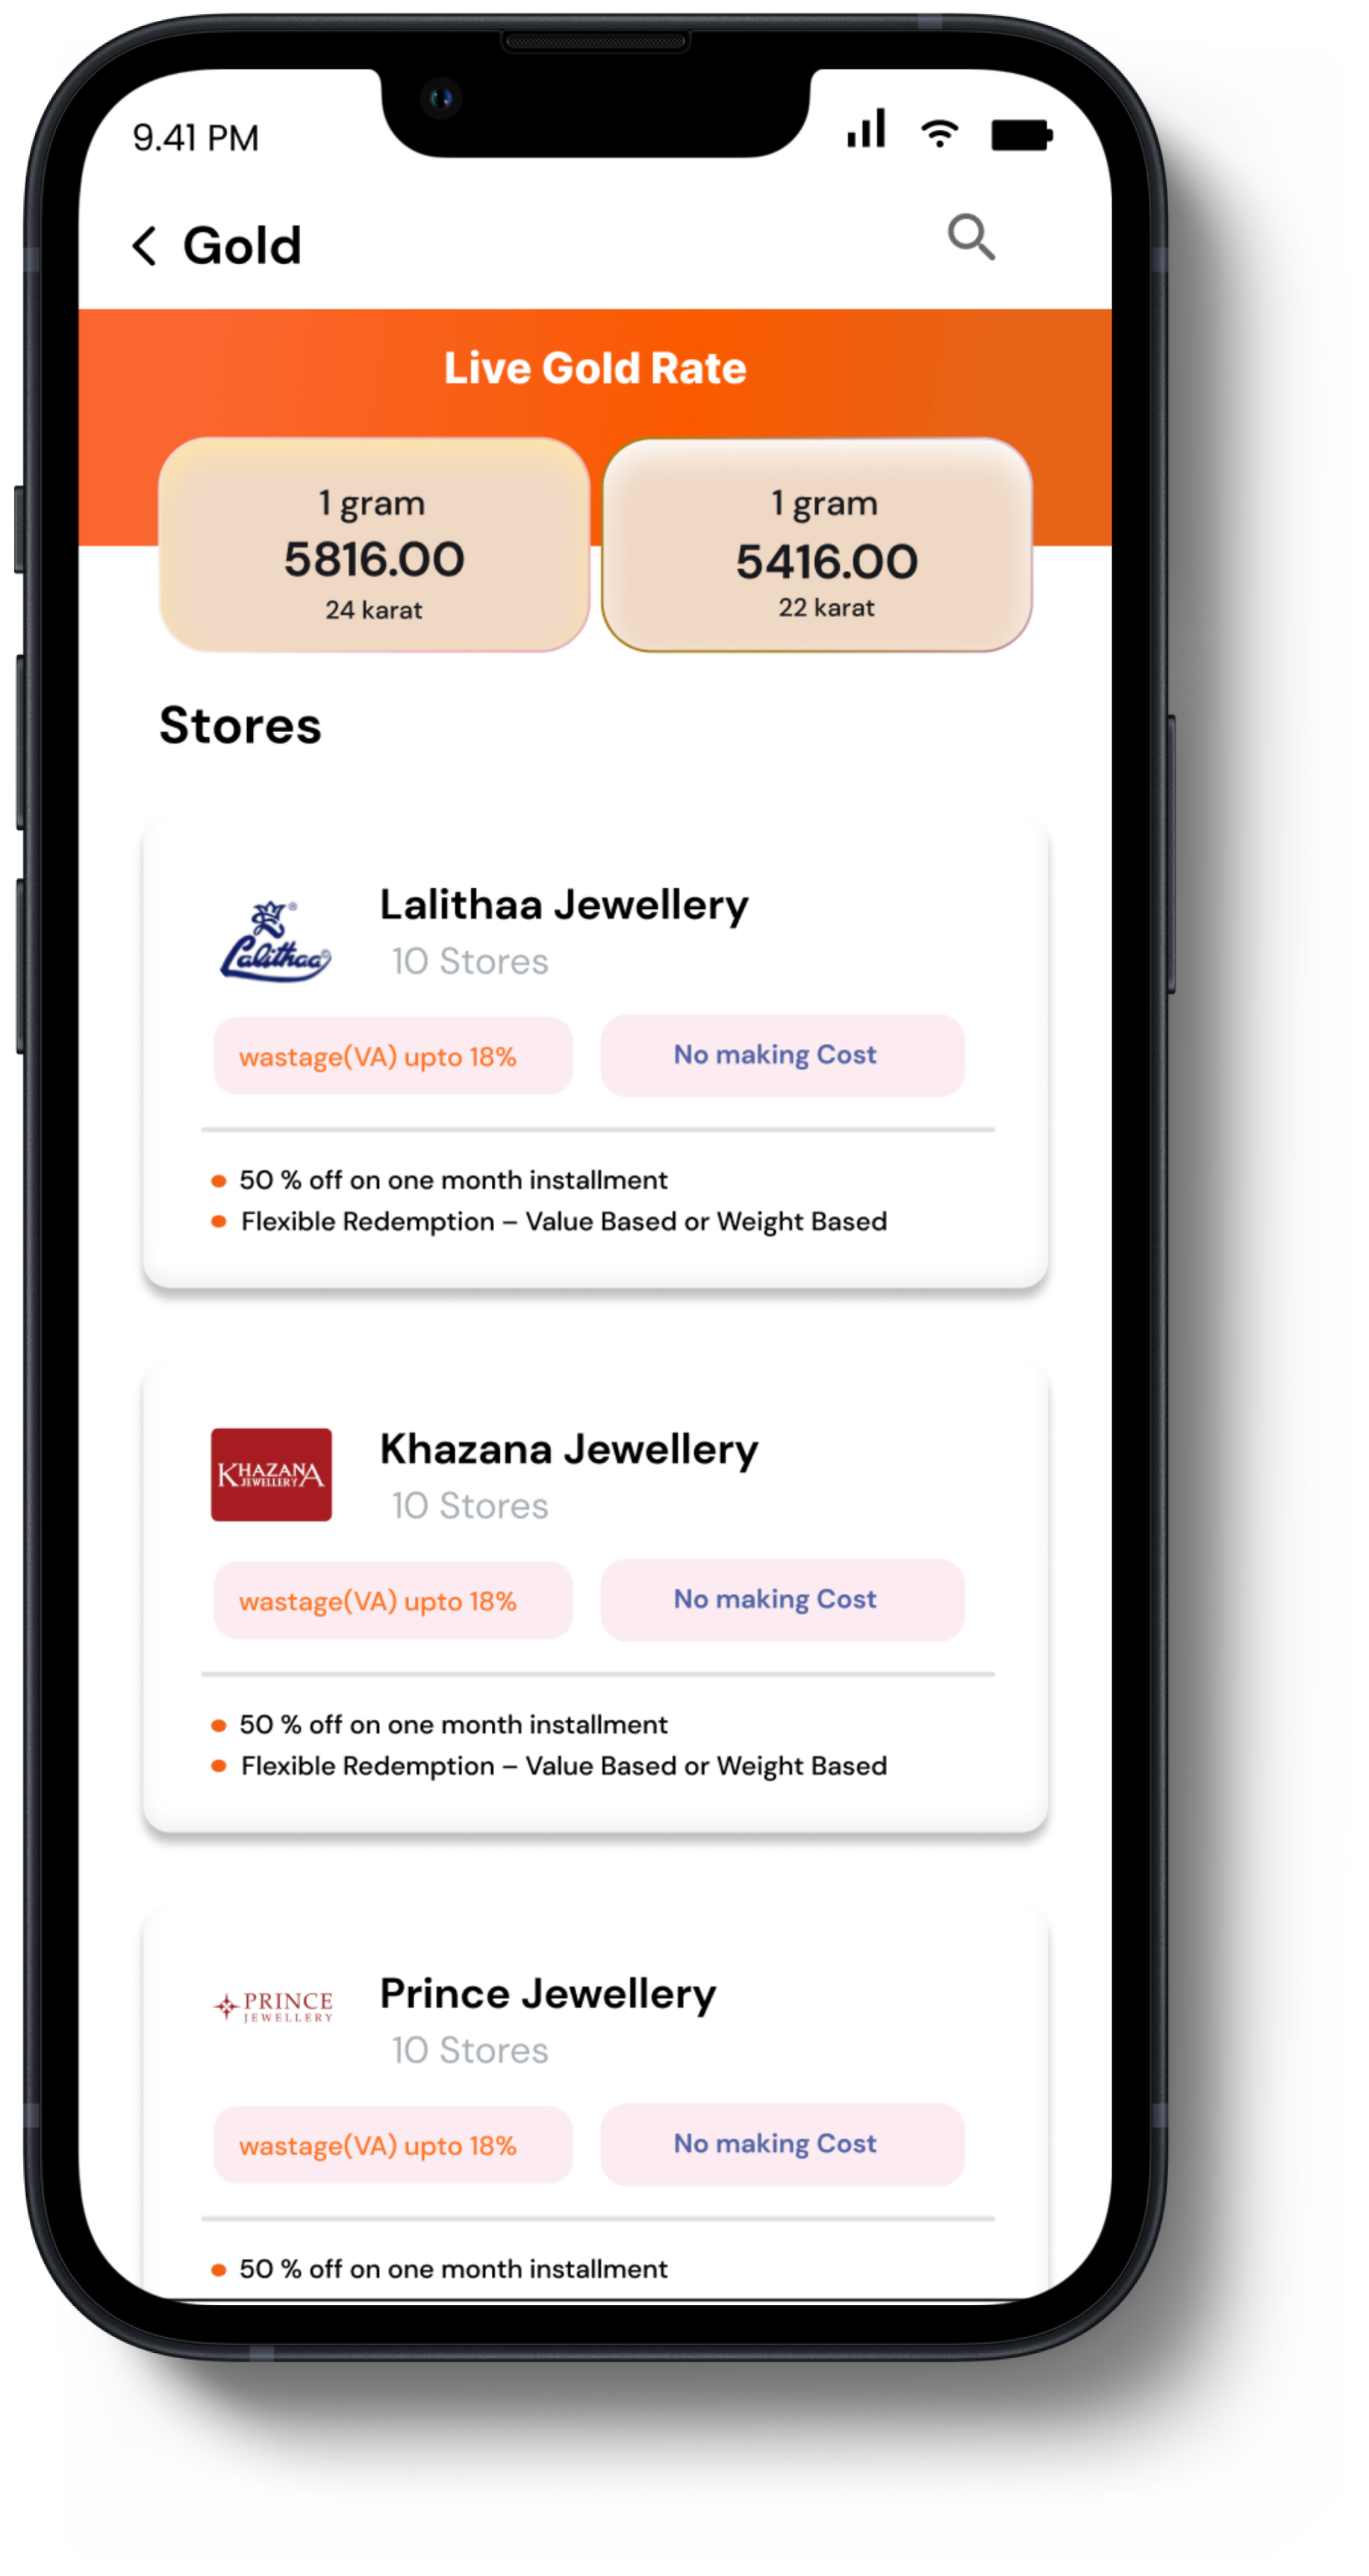 9.41 PM
Gold
Live Gold Rate
1 gram
5816.00
24 karat
1 gram
5416.00
22 karat
Stores
Lalithaa
Lalithaa Jewellery
10 Stores
wastage(VA) upto 18%
No making Cost
50 % off on one month installment
Flexible Redemption – Value Based or Weight Based
KHAZANA
JEWELLERY
Khazana Jewellery
10 Stores
wastage(VA) upto 18%
No making Cost
50 % off on one month installment
Flexible Redemption – Value Based or Weight Based
PRINCE
JEWELLERY
Prince Jewellery
10 Stores
wastage(VA) upto 18%
No making Cost
50 % off on one month installment